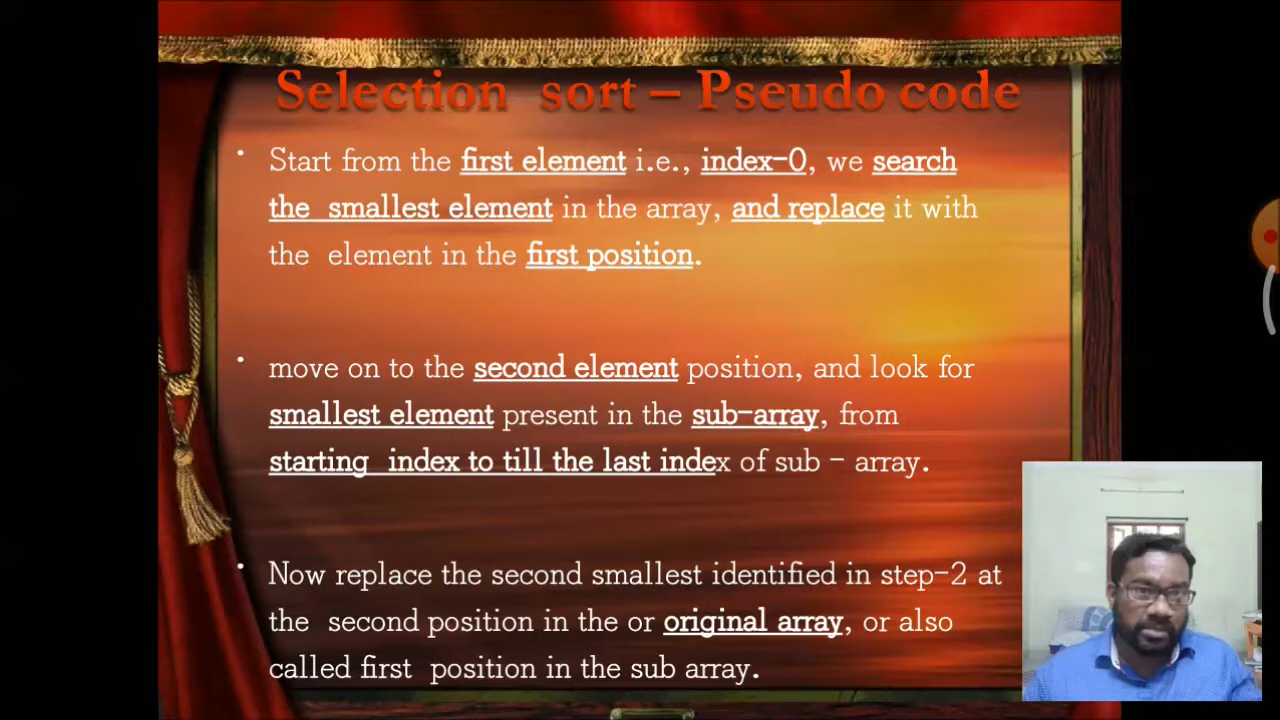 Selection sort – Pseudo code
• Start from the first element i.e., index-0, we search
the smallest element in the array, and replace it with
the element in the first position.
• move on to the second element position, and look for
smallest element present in the sub-array, from
starting index to till the last index of sub - array.
• Now replace the second smallest identified in step-2 at
the second position in the or original array, or also
called first position in the sub array.